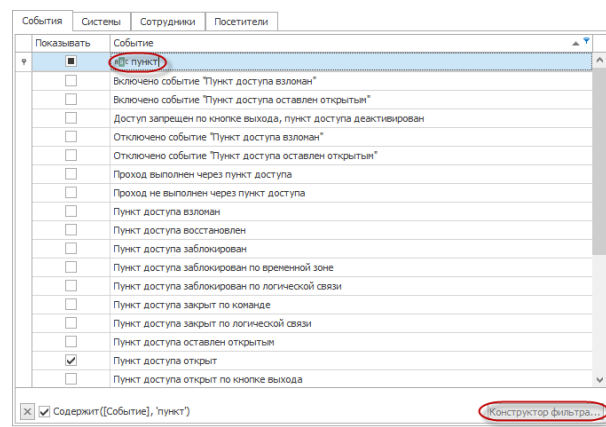 События Системы Сотрудники Посетители
Показывать Событие
пункт
Включено событие "Пункт доступа взломан"
Включено событие "Пункт доступа оставлен открытым"
Доступ запрещен по кнопке выхода, пункт доступа деактивирован
Отключено событие "Пункт доступа взломан"
Отключено событие "Пункт доступа оставлен открытым"
Проход выполнен через пункт доступа
Проход не выполнен через пункт доступа
Пункт доступа взломан
Пункт доступа восстановлен
Пункт доступа заблокирован
Пункт доступа заблокирован по временной зоне
Пункт доступа заблокирован по логической связи
Пункт доступа закрыт по команде
Пункт доступа закрыт по логической связи
Пункт доступа оставлен открытым
Пункт доступа открыт
Пункт доступа открыт по кнопке выхода
Содержит([Событие], 'пункт') Конструктор фильтра...